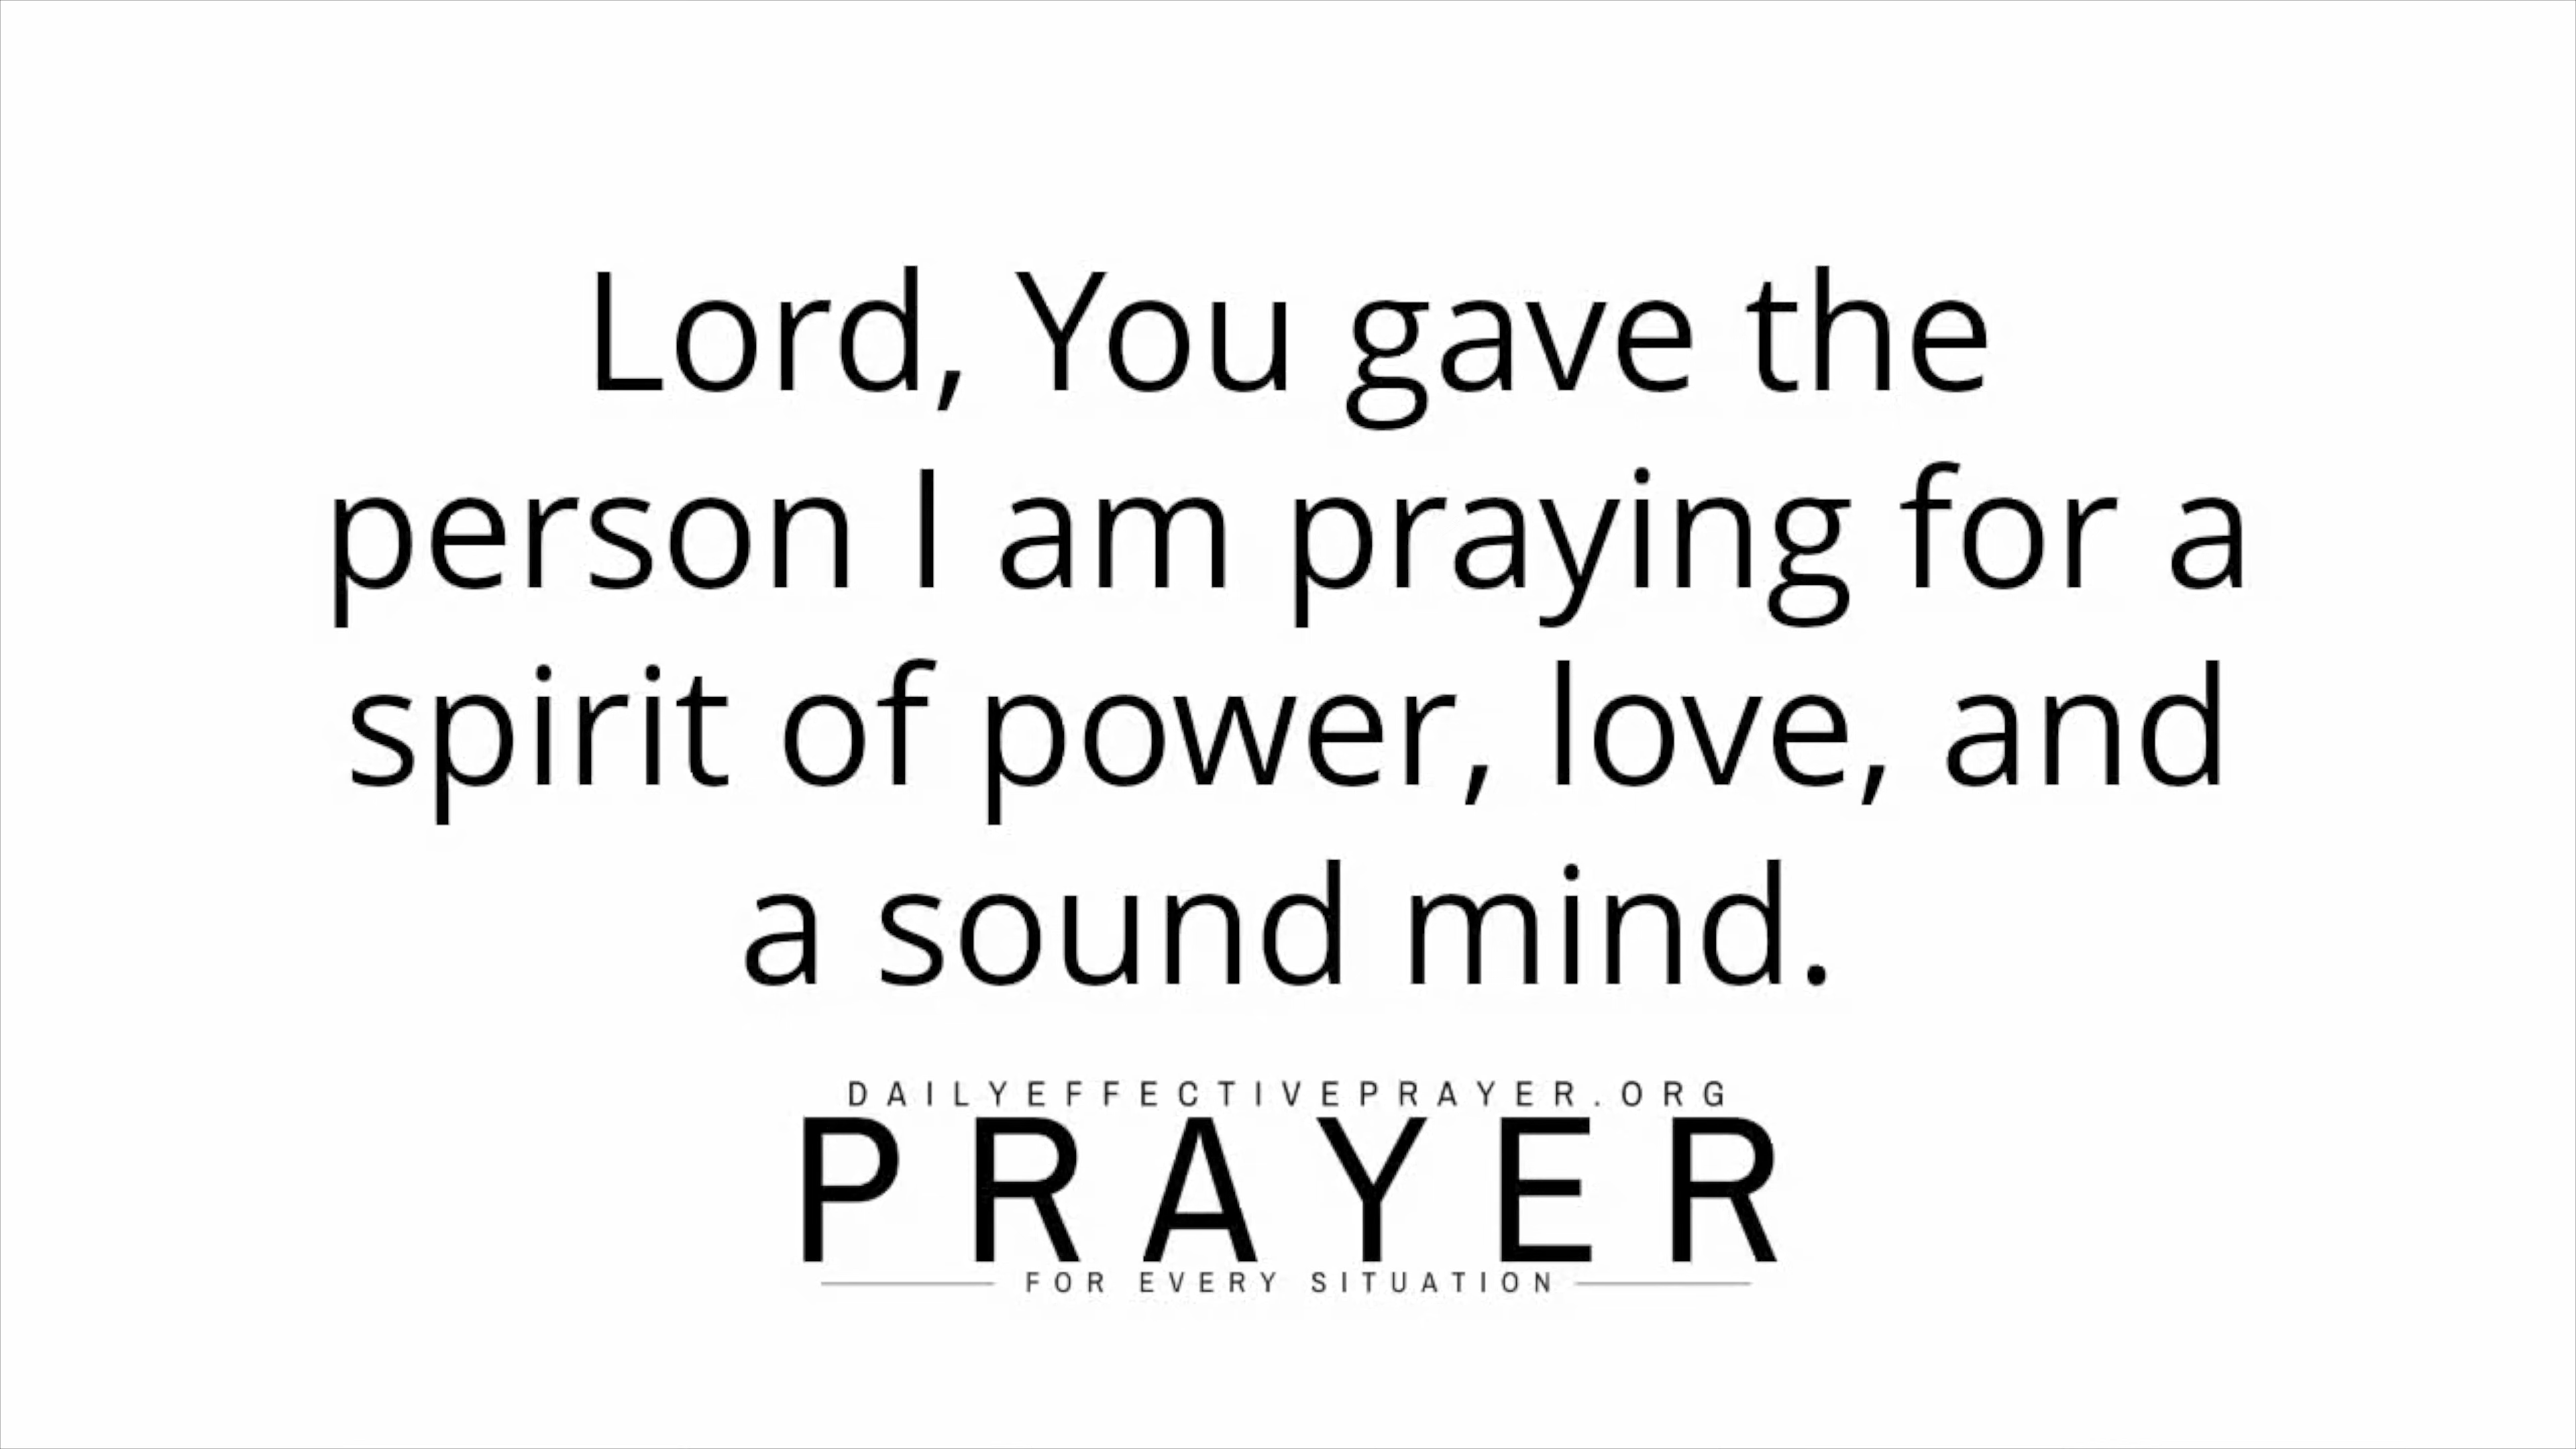 Lord, You gave the
person I am praying for a
spirit of power, love, and
a sound mind.
DAILYEFFECTIVEPRAYER.ORG
PRAYER
FOR EVERY SITUATION